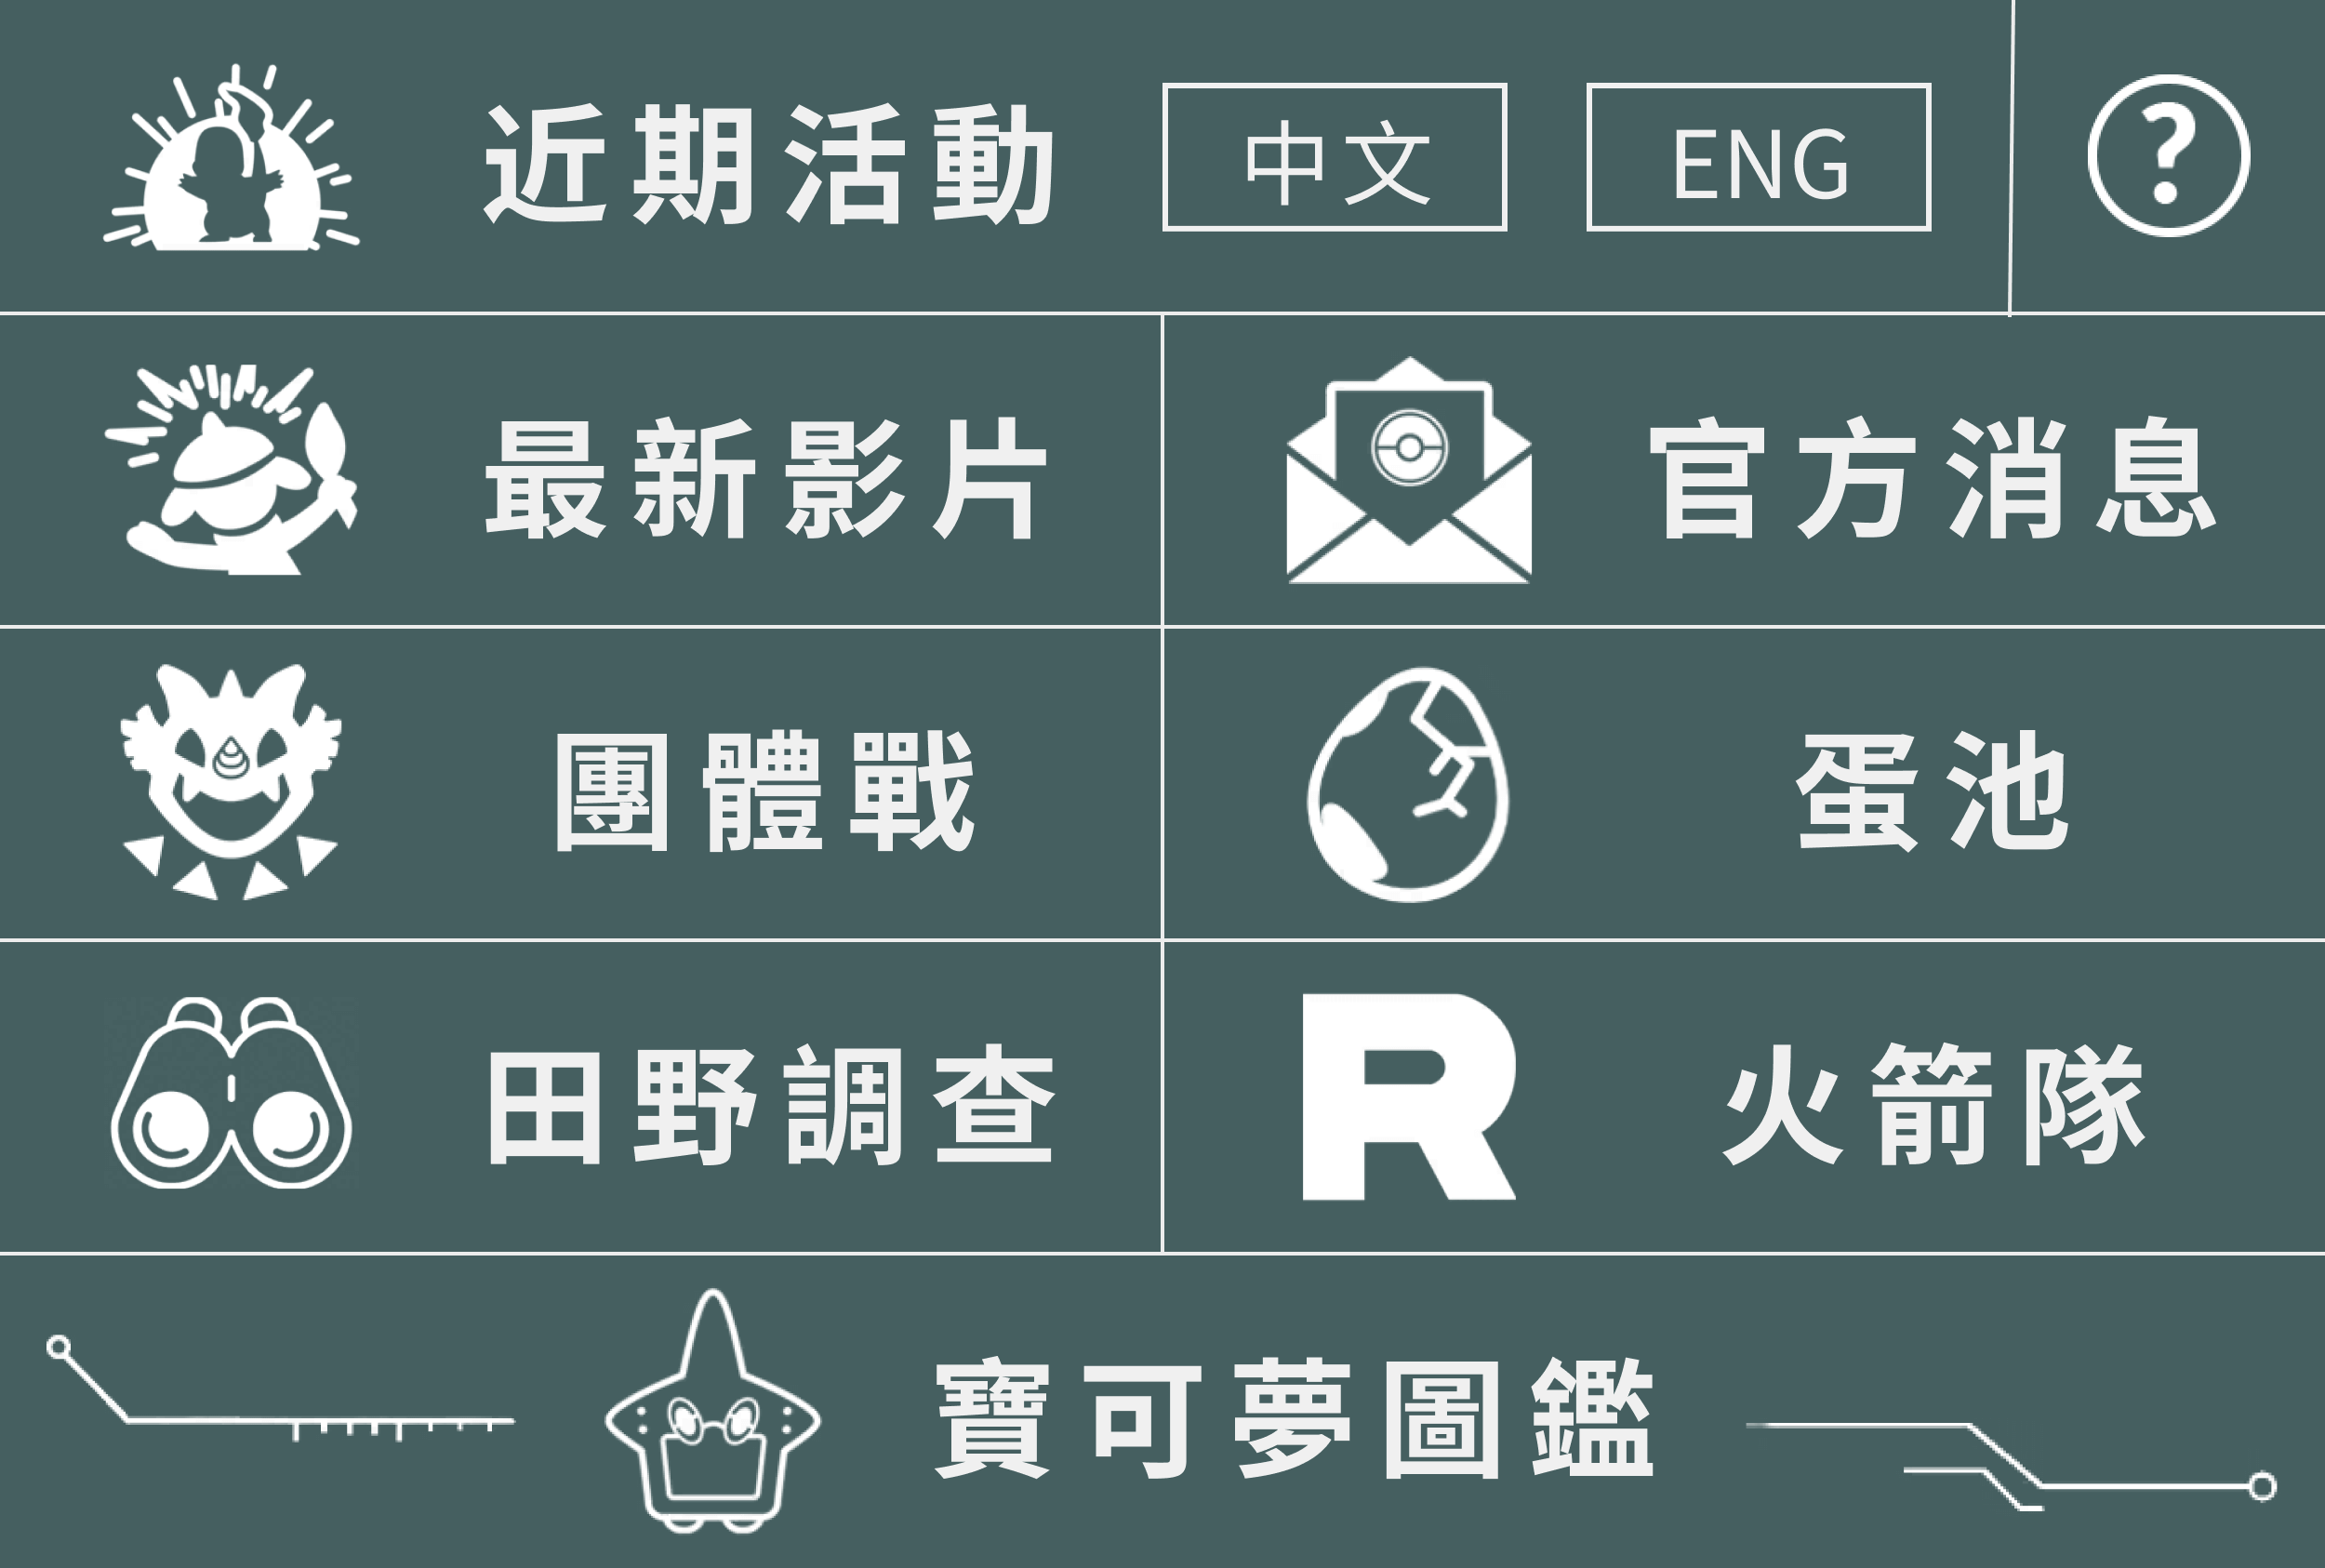 近期活動 中文 ENG ?
最新影片 官方消息
團體戰 蛋池
田野調查 R 火箭隊
寶可夢圖鑑